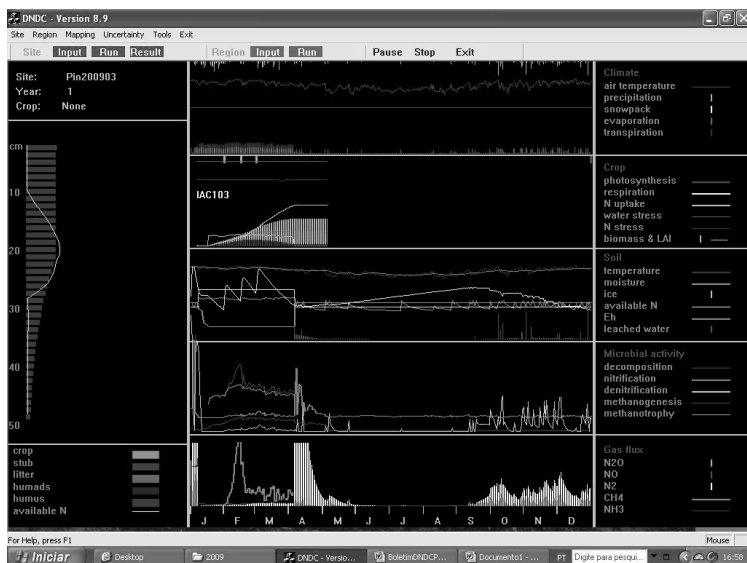 DNDC - Version 8.9
Site Region Mapping Uncertainty Tools Exit
Site Input Run Result Region Input Run Pause Stop Exit
Site: Pin200903
Year: 1
Crop: None
cm
10
20
30
40
50
crop
stub
litter
humads
humus
available N
IAC103
J F M A M J J A S O N D
Climate
air temperature
precipitation
snowpack
evaporation
transpiration
Crop
photosynthesis
respiration
N uptake
water stress
N stress
biomass & LAI
Soil
temperature
moisture
ice
available N
Eh
leached water
Microbial activity
decomposition
nitrification
denitrification
methanogenesis
methanotrophy
Gas flux
N2O
NO
N2
CH4
NH3
For Help, press F1
Mouse
Iniciar Desktop 2009 DNDC - Versio... BoletimDNDCP... Documento1 - ... PT Digite para pesqui... 16:58